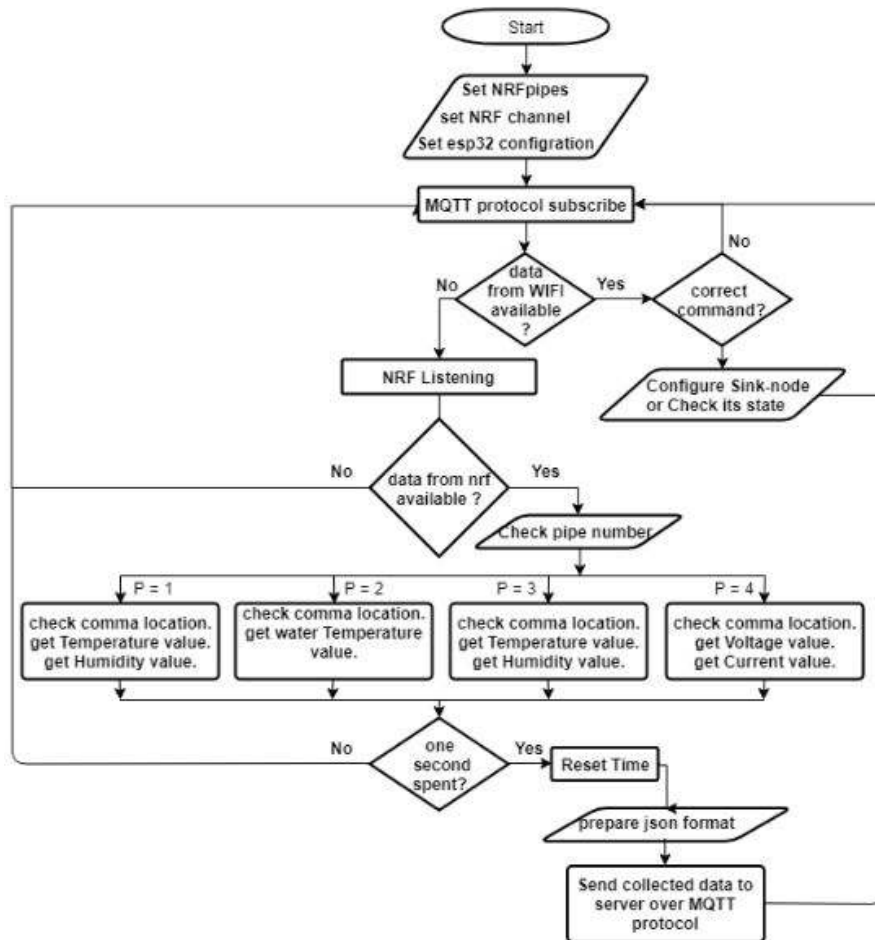 Start
Set NRFpipes
set NRF channel
Set esp32 configration
MQTT protocol subscribe
No
data
from WIFI
available
?
Yes
correct
command?
No
NRF Listening
Configure Sink-node
or Check its state
No
data from nrf
available ?
Yes
Check pipe number
P = 1
P = 2
P = 3
P = 4
check comma location.
get Temperature value.
get Humidity value.
check comma location.
get water Temperature
value.
check comma location.
get Temperature value.
get Humidity value.
check comma location.
get Voltage value.
get Current value.
No
one
second
spent?
Yes
Reset Time
prepare json format
Send collected data to
server over MQTT
protocol